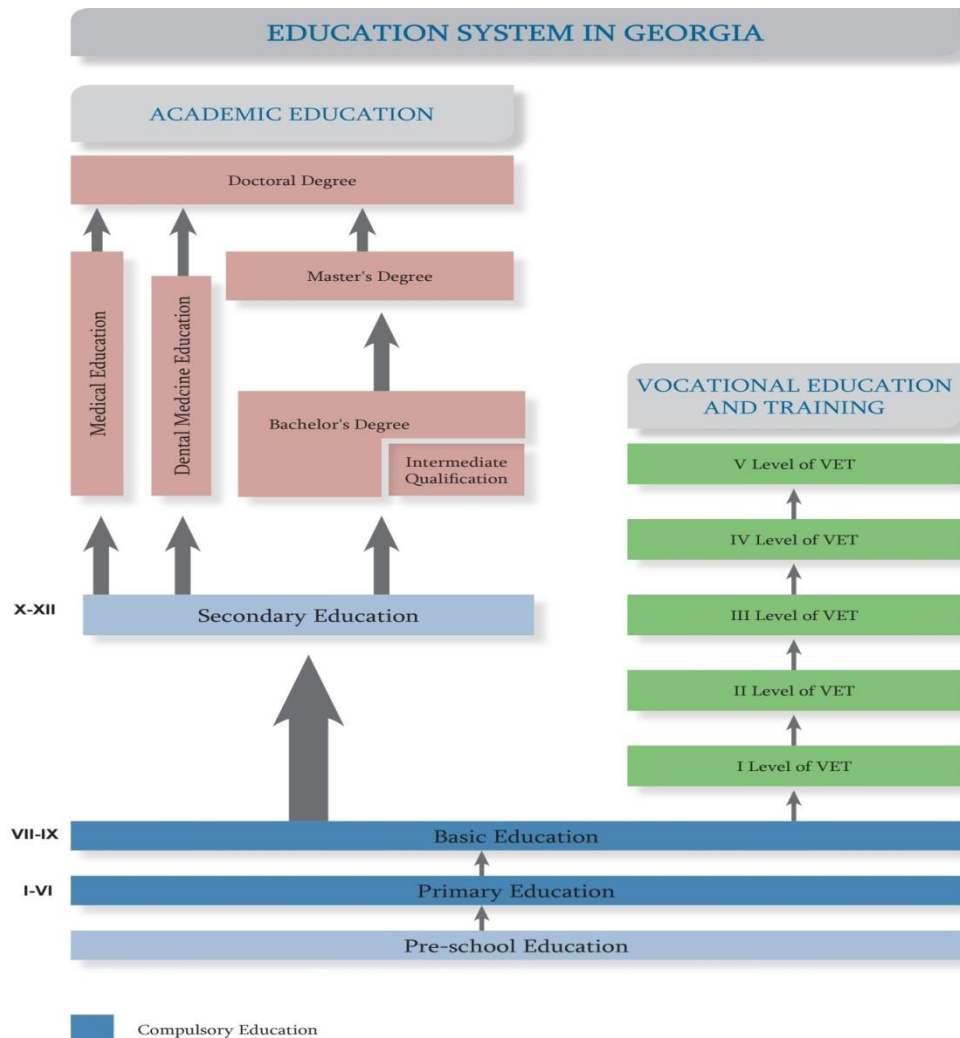 EDUCATION SYSTEM IN GEORGIA
ACADEMIC EDUCATION
Doctoral Degree
Medical Education
Dental Medcine Education
Master's Degree
Bachelor's Degree
Intermediate
Qualification
VOCATIONAL EDUCATION
AND TRAINING
V Level of VET
IV Level of VET
III Level of VET
II Level of VET
I Level of VET
X-XII
Secondary Education
VII-IX
Basic Education
I-VI
Primary Education
Pre-school Education
Compulsory Education